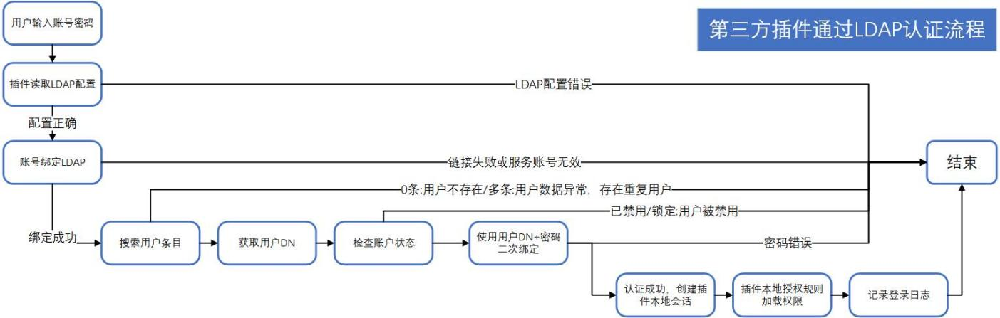 用户输入账号密码
第三方插件通过LDAP认证流程
插件读取LDAP配置
LDAP配置错误
配置正确
账号绑定LDAP
链接失败或服务账号无效
结束
0条:用户不存在/多条:用户数据异常，存在重复用户
已禁用/锁定:用户被禁用
绑定成功
搜索用户条目
获取用户DN
检查账户状态
使用用户DN+密码
二次绑定
密码错误
认证成功，创建插
件本地会话
插件本地授权规则
加载权限
记录登录日志